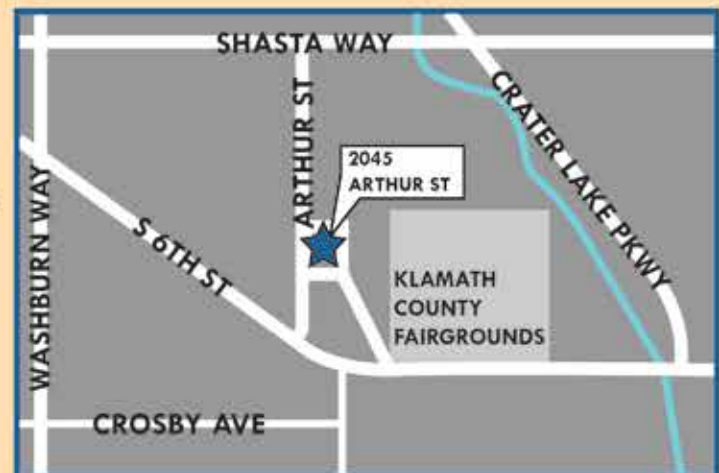 SHASTA WAY
CRATER LAKE PKWY
ARTHUR ST
2045
ARTHUR ST
WASHBURN WAY
S 6TH ST
KLAMATH
COUNTY
FAIRGROUNDS
CROSBY AVE